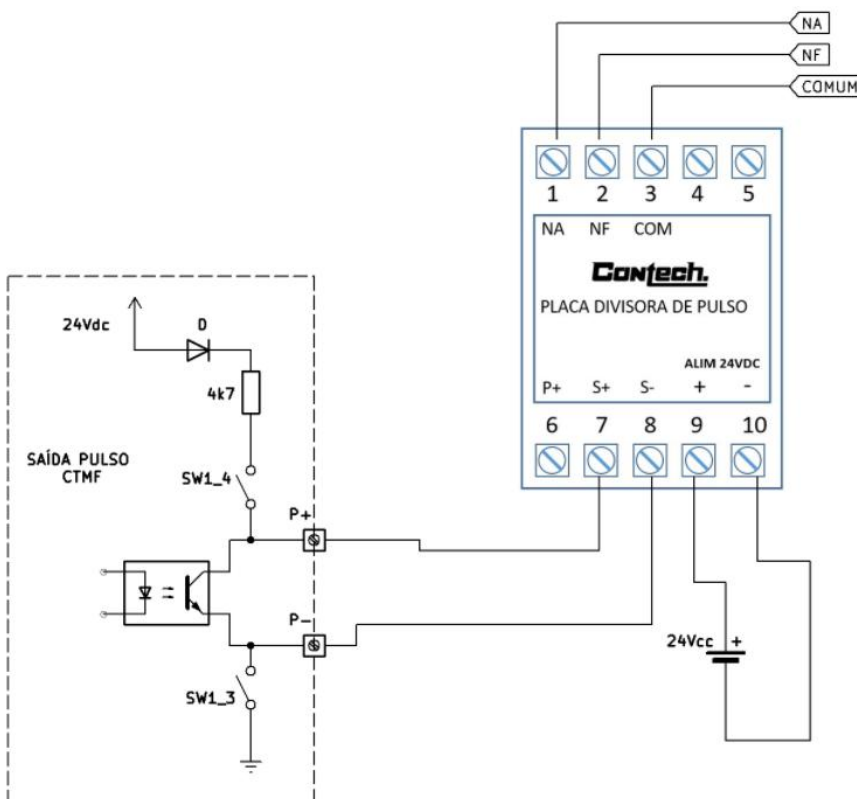 NA
NF
COMUM
1 2 3 4 5
NA NF COM
Contech.
PLACA DIVISORA DE PULSO
ALIM 24VDC
P+ S+ S- + -
6 7 8 9 10
24Vdc
D
4k7
SAÍDA PULSO
CTMF
SW1_4
P+
P-
SW1_3
24Vcc +